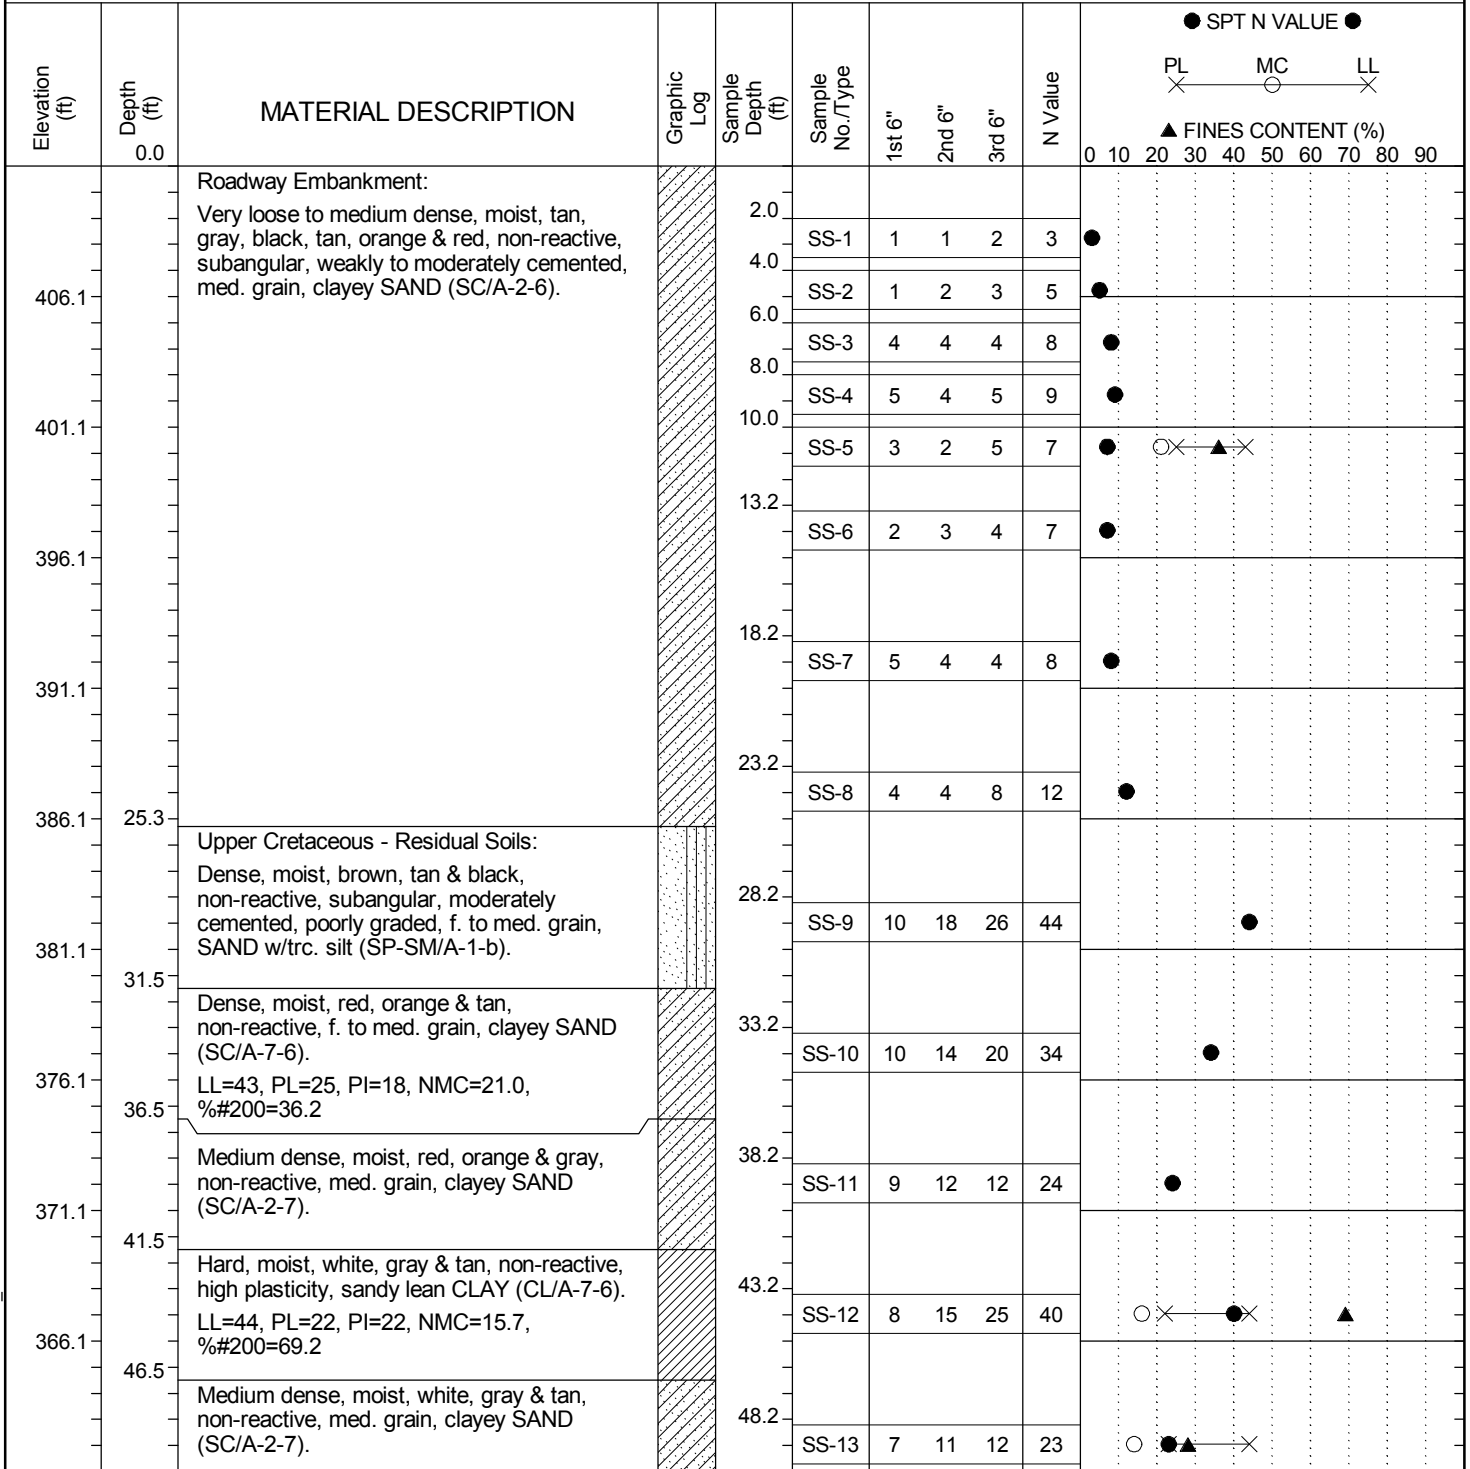 ● SPT N VALUE ●
PL MC LL
▲ FINES CONTENT (%)
0 10 20 30 40 50 60 70 80 90
Elevation (ft)
Depth (ft)
0.0
MATERIAL DESCRIPTION
Graphic Log
Sample Depth (ft)
Sample No./Type
1st 6"
2nd 6"
3rd 6"
N Value
Roadway Embankment:
Very loose to medium dense, moist, tan,
gray, black, tan, orange & red, non-reactive,
subangular, weakly to moderately cemented,
med. grain, clayey SAND (SC/A-2-6).
2.0
SS-1 1 1 2 3
4.0
406.1
SS-2 1 2 3 5
6.0
SS-3 4 4 4 8
8.0
SS-4 5 4 5 9
10.0
401.1
SS-5 3 2 5 7
13.2
SS-6 2 3 4 7
396.1
18.2
SS-7 5 4 4 8
391.1
23.2
SS-8 4 4 8 12
386.1
25.3
Upper Cretaceous - Residual Soils:
Dense, moist, brown, tan & black,
non-reactive, subangular, moderately
cemented, poorly graded, f. to med. grain,
SAND w/trc. silt (SP-SM/A-1-b).
28.2
SS-9 10 18 26 44
381.1
31.5
Dense, moist, red, orange & tan,
non-reactive, f. to med. grain, clayey SAND
(SC/A-7-6).
LL=43, PL=25, PI=18, NMC=21.0,
%#200=36.2
33.2
SS-10 10 14 20 34
376.1
36.5
Medium dense, moist, red, orange & gray,
non-reactive, med. grain, clayey SAND
(SC/A-2-7).
38.2
SS-11 9 12 12 24
371.1
41.5
Hard, moist, white, gray & tan, non-reactive,
high plasticity, sandy lean CLAY (CL/A-7-6).
LL=44, PL=22, PI=22, NMC=15.7,
%#200=69.2
43.2
SS-12 8 15 25 40
366.1
46.5
Medium dense, moist, white, gray & tan,
non-reactive, med. grain, clayey SAND
(SC/A-2-7).
48.2
SS-13 7 11 12 23